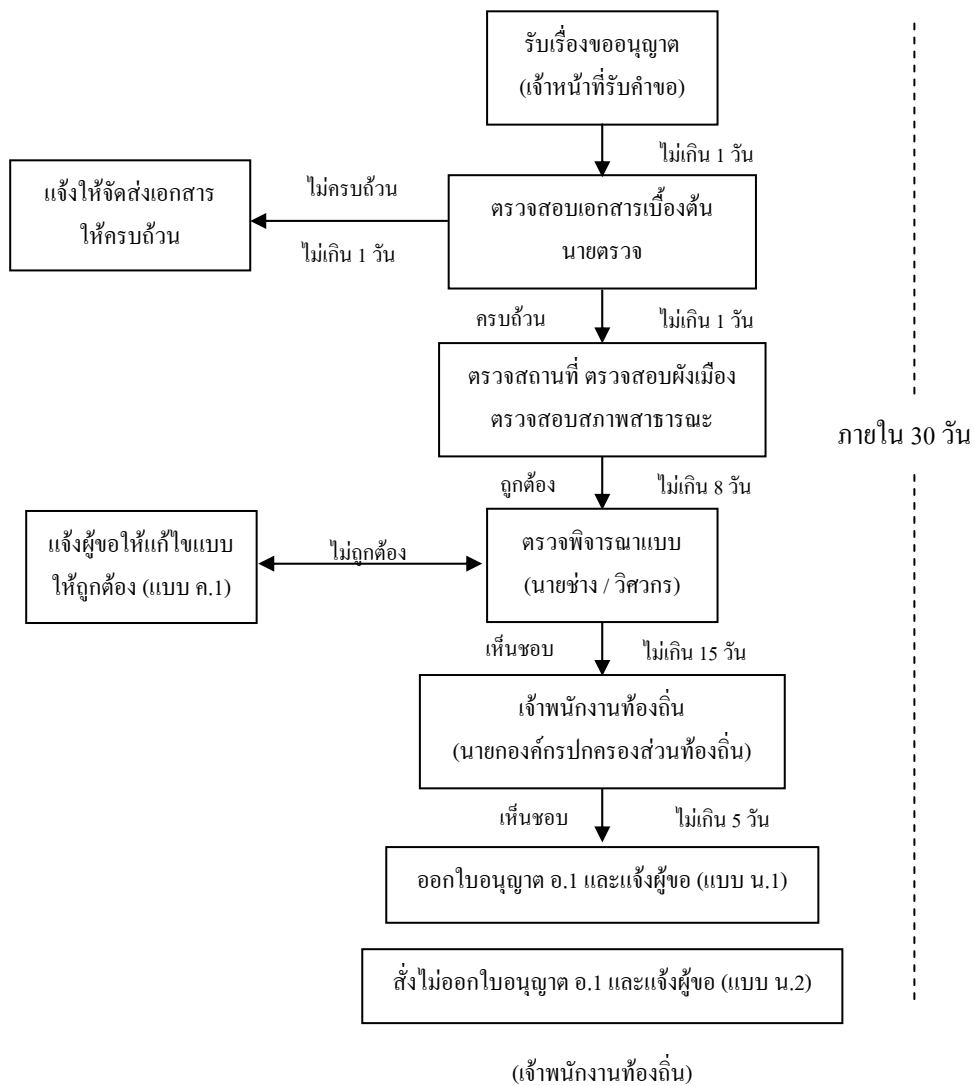 รับเรื่องขออนุญาต
(เจ้าหน้าที่รับคำขอ)
ไม่เกิน 1 วัน
แจ้งให้จัดส่งเอกสาร
ให้ครบถ้วน
ไม่ครบถ้วน
ไม่เกิน 1 วัน
ตรวจสอบเอกสารเบื้องต้น
นายตรวจ
ครบถ้วน
ไม่เกิน 1 วัน
ตรวจสถานที่ ตรวจสอบผังเมือง
ตรวจสอบสภาพสาธารณะ
ภายใน 30 วัน
ถูกต้อง
ไม่เกิน 8 วัน
แจ้งผู้ขอให้แก้ไขแบบ
ให้ถูกต้อง (แบบ ค.1)
ไม่ถูกต้อง
ตรวจพิจารณาแบบ
(นายช่าง / วิศวกร)
เห็นชอบ
ไม่เกิน 15 วัน
เจ้าพนักงานท้องถิ่น
(นายกองค์กรปกครองส่วนท้องถิ่น)
เห็นชอบ
ไม่เกิน 5 วัน
ออกใบอนุญาต อ.1 และแจ้งผู้ขอ (แบบ น.1)
สั่งไม่ออกใบอนุญาต อ.1 และแจ้งผู้ขอ (แบบ น.2)
(เจ้าพนักงานท้องถิ่น)